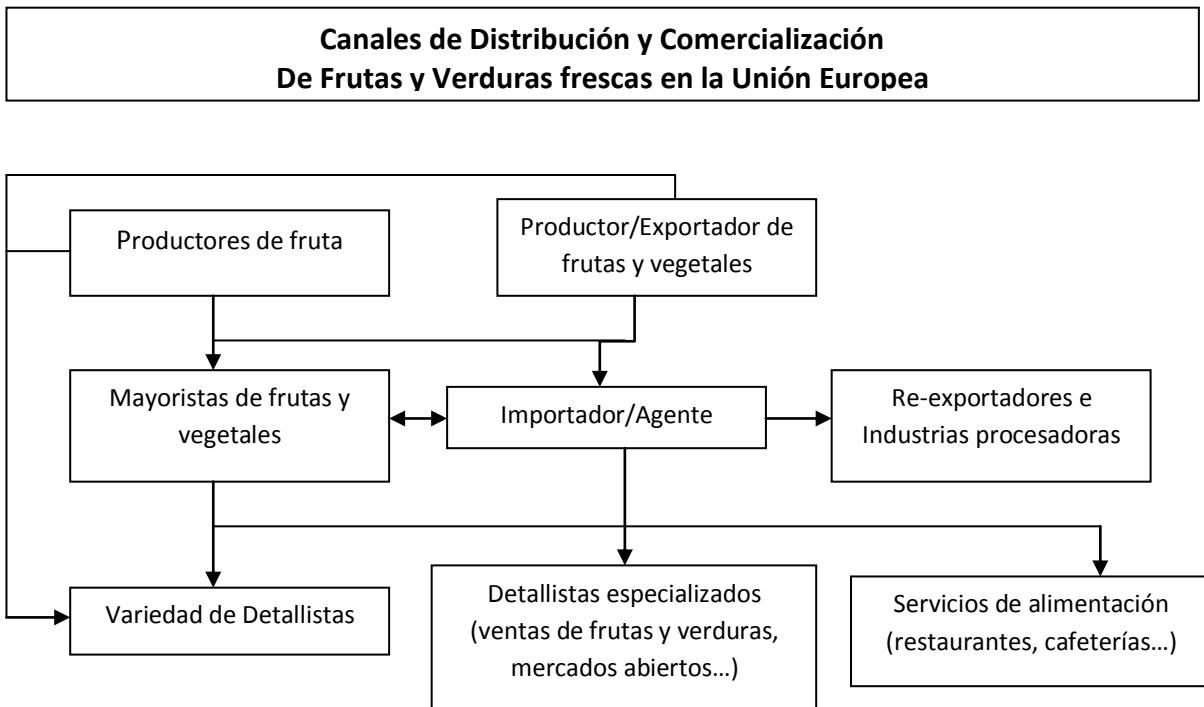 Canales de Distribución y Comercialización
De Frutas y Verduras frescas en la Unión Europea
Productores de fruta
Productor/Exportador de
frutas y vegetales
Mayoristas de frutas y
vegetales
Importador/Agente
Re-exportadores e
Industrias procesadoras
Variedad de Detallistas
Detallistas especializados
(ventas de frutas y verduras,
mercados abiertos…)
Servicios de alimentación
(restaurantes, cafeterías…)